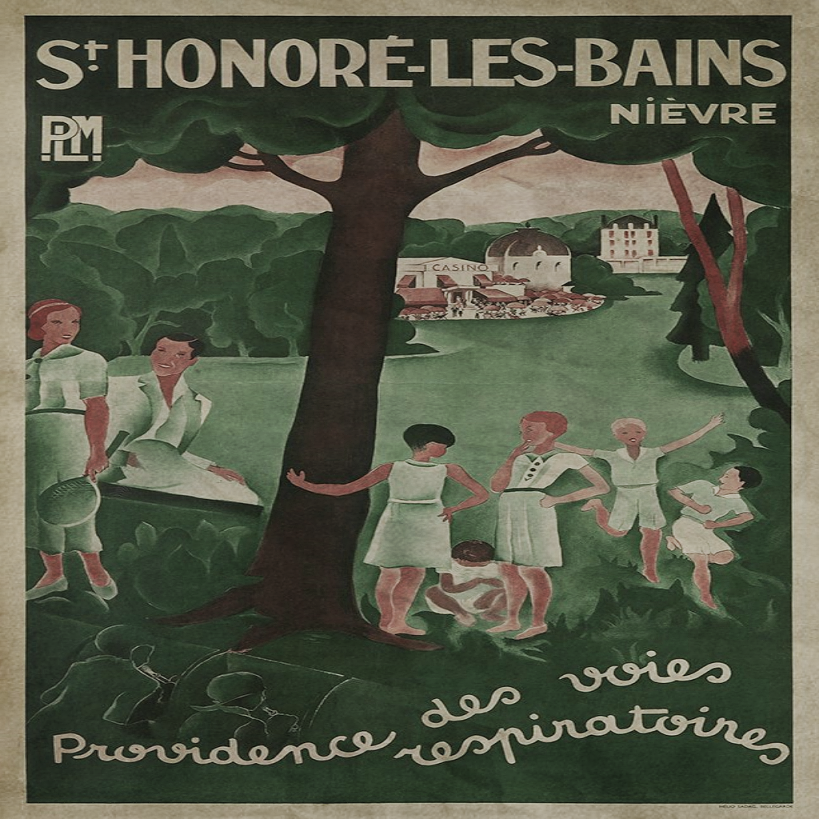 St HONORÉ-LES-BAINS
NIÈVRE
PLM
CASINO
Providence des voies respiratoires